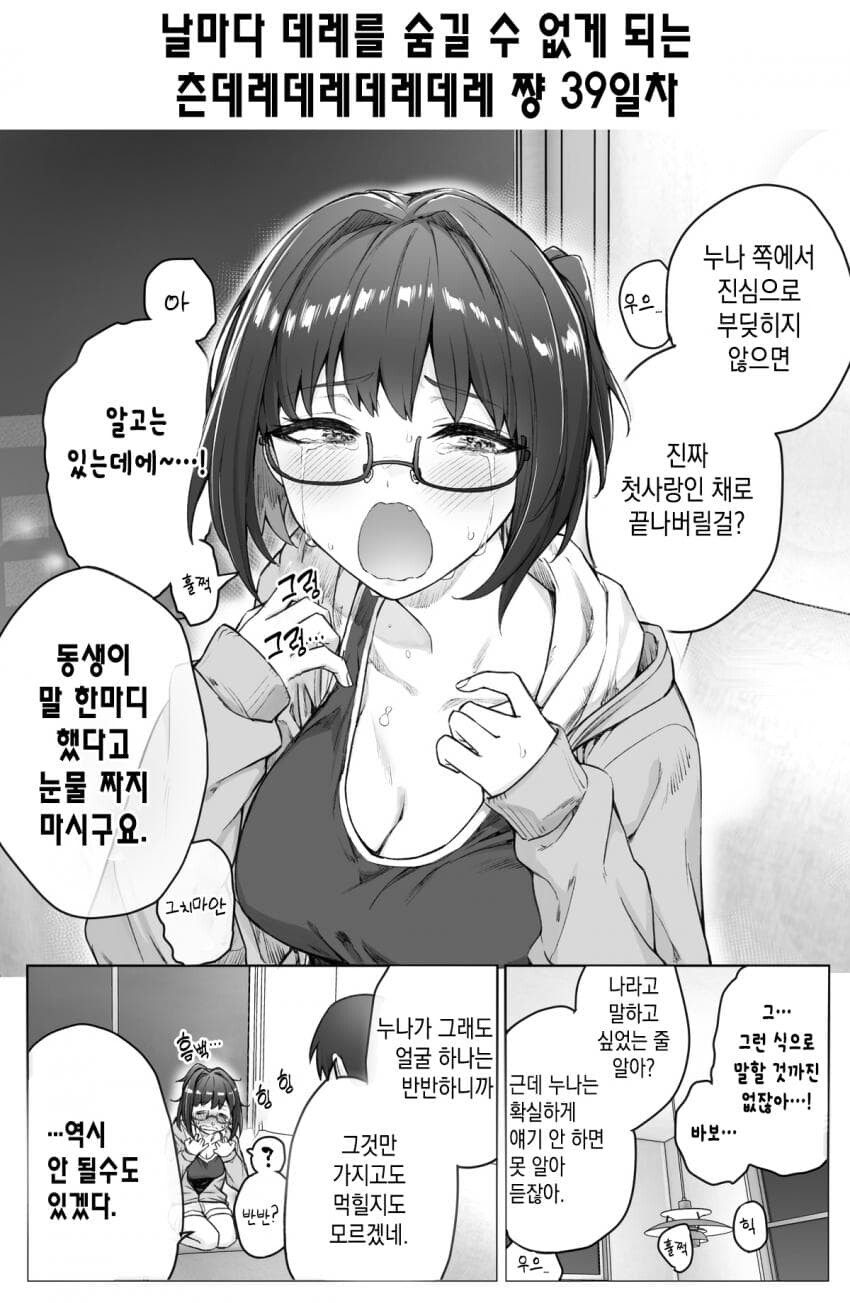 날마다 데레를 숨길 수 없게 되는
츤데레데레데레데레 쨩 39일차
누나 쪽에서
진심으로
부딪히지
않으면
우으..
진짜
첫사랑인 채로
끝나버릴걸?
아
알고는
있는데에~…!
훌쩍
그렁
그렁…
동생이
말 한마디
했다고
눈물 짜지
마시구요.
그치마안
그…
그런 식으로
말할 것까진
없잖아…!
바보…
나라고
말하고
싶었는 줄
알아?
근데 누나는
확실하게
얘기 안 하면
못 알아
듣잖아.
힉
훌쩍
우으..
누나가 그래도
얼굴 하나는
반반하니까
그것만
가지고도
먹힐지도
모르겠네.
흠빽…
힝
힝
?
반반?
…역시
안 될수도
있겠다.